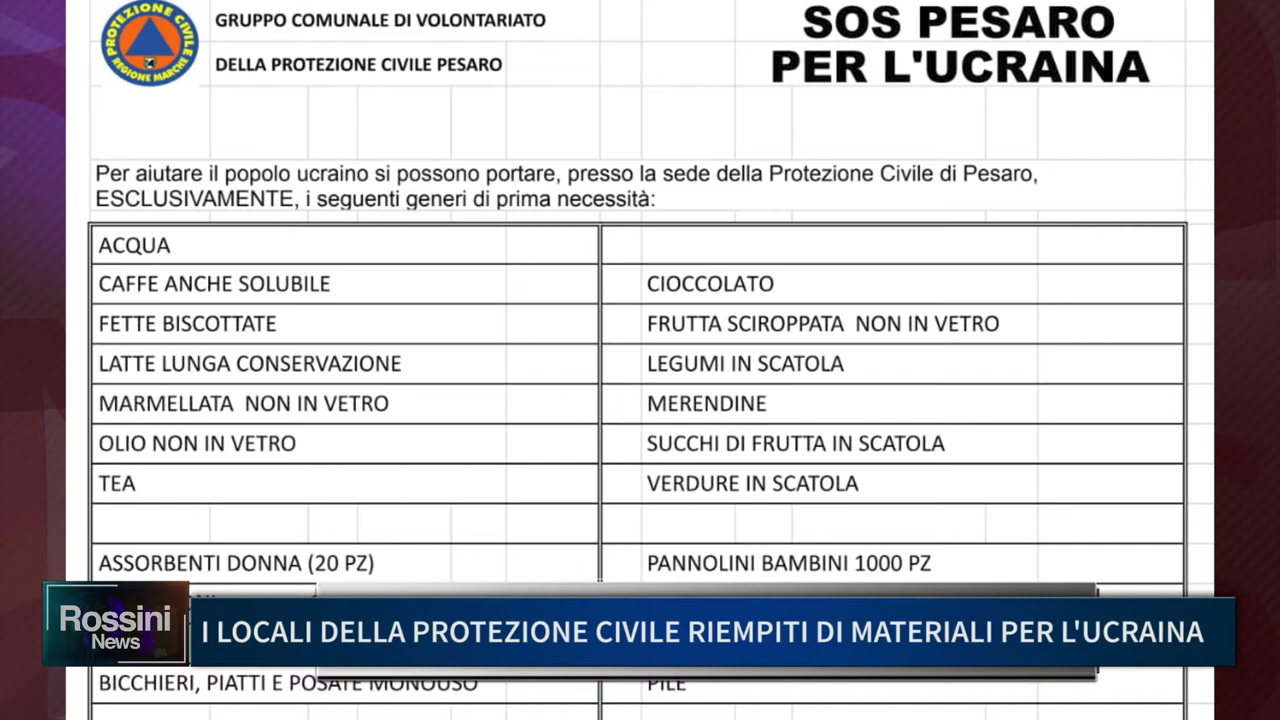 PROTEZIONE CIVILE
REGIONE MARCHE
GRUPPO COMUNALE DI VOLONTARIATO
DELLA PROTEZIONE CIVILE PESARO
SOS PESARO
PER L'UCRAINA
Per aiutare il popolo ucraino si possono portare, presso la sede della Protezione Civile di Pesaro,
ESCLUSIVAMENTE, i seguenti generi di prima necessità:
ACQUA
CAFFE ANCHE SOLUBILE
CIOCCOLATO
FETTE BISCOTTATE
FRUTTA SCIROPPATA NON IN VETRO
LATTE LUNGA CONSERVAZIONE
LEGUMI IN SCATOLA
MARMELLATA NON IN VETRO
MERENDINE
OLIO NON IN VETRO
SUCCHI DI FRUTTA IN SCATOLA
TEA
VERDURE IN SCATOLA
ASSORBENTI DONNA (20 PZ)
PANNOLINI BAMBINI 1000 PZ
Rossini
News
I LOCALI DELLA PROTEZIONE CIVILE RIEMPITI DI MATERIALI PER L'UCRAINA
BICCHIERI, PIATTI E POSATE MONOUSO
PILE